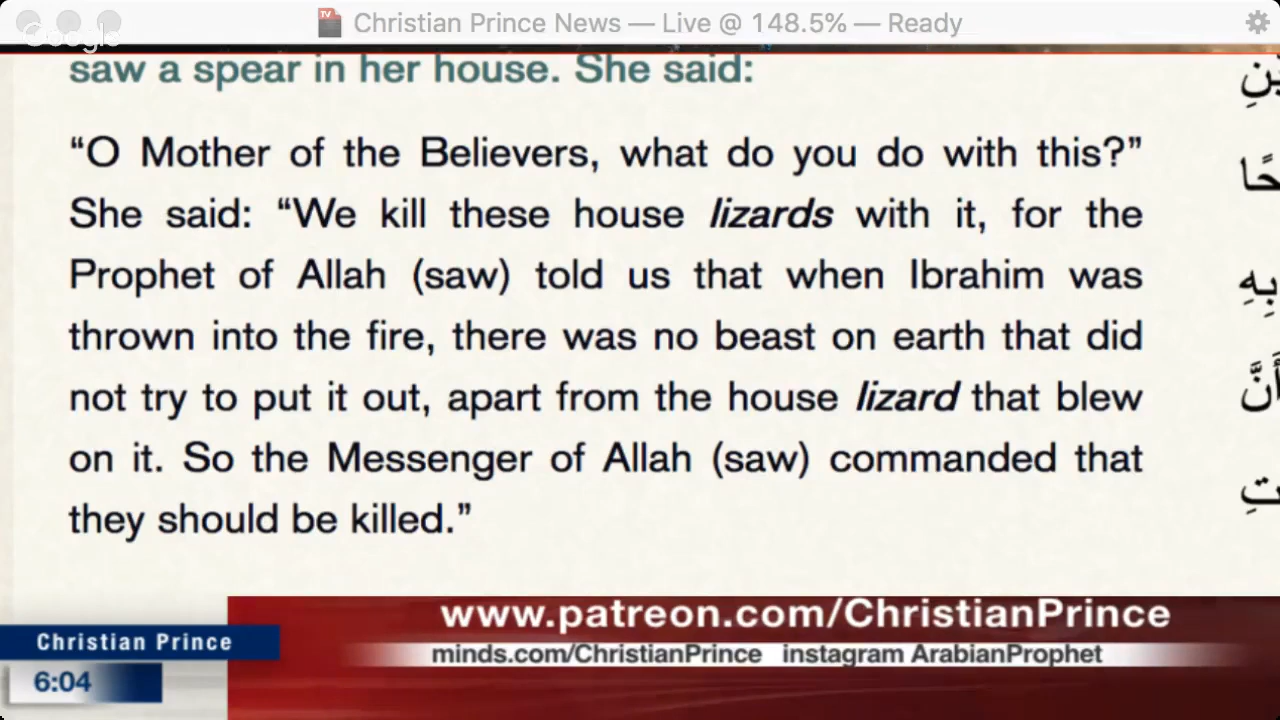 TV
Christian Prince News — Live @ 148.5% — Ready
Google
saw a spear in her house. She said:
“O Mother of the Believers, what do you do with this?”
She said: “We kill these house lizards with it, for the
Prophet of Allah (saw) told us that when Ibrahim was
thrown into the fire, there was no beast on earth that did
not try to put it out, apart from the house lizard that blew
on it. So the Messenger of Allah (saw) commanded that
they should be killed.”
www.patreon.com/ChristianPrince
Christian Prince
minds.com/ChristianPrince instagram ArabianProphet
6:04